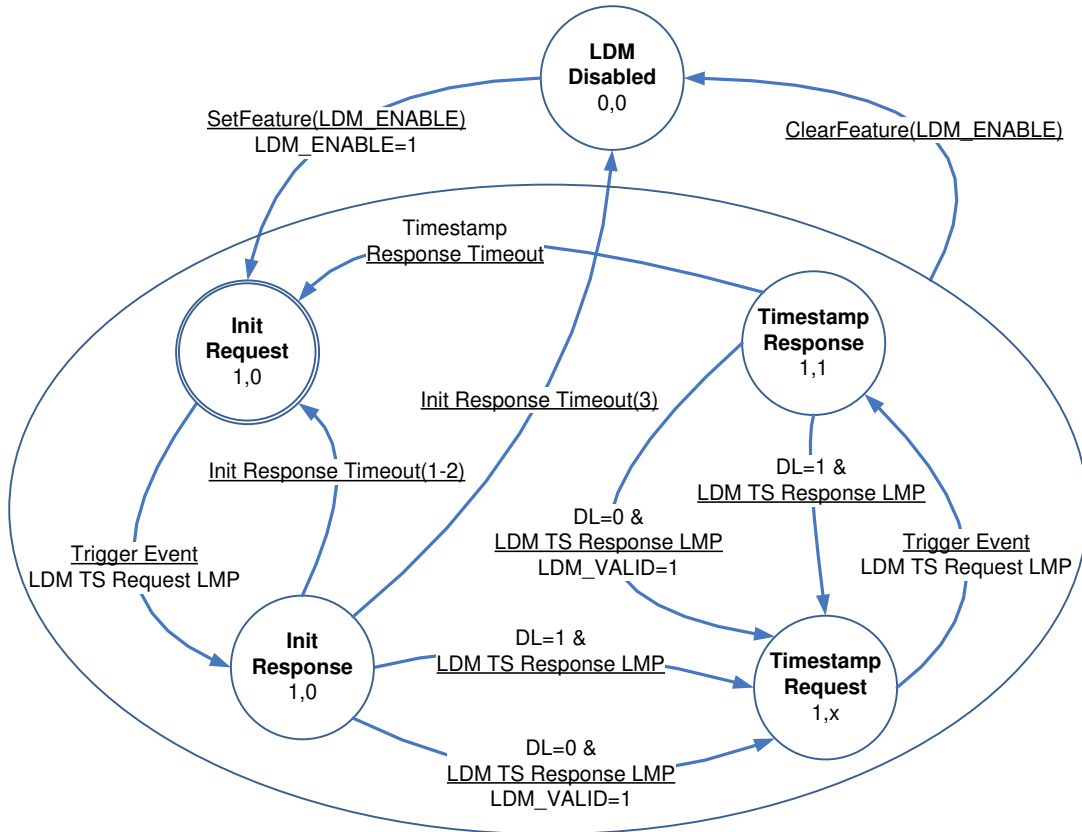 LDM
Disabled
0,0
SetFeature(LDM_ENABLE)
LDM_ENABLE=1
ClearFeature(LDM_ENABLE)
Timestamp
Response Timeout
Init
Request
1,0
Timestamp
Response
1,1
Init Response Timeout(3)
Init Response Timeout(1-2)
DL=1 &
LDM TS Response LMP
DL=0 &
LDM TS Response LMP
LDM_VALID=1
Trigger Event
LDM TS Request LMP
Trigger Event
LDM TS Request LMP
Init
Response
1,0
DL=1 &
LDM TS Response LMP
Timestamp
Request
1,x
DL=0 &
LDM TS Response LMP
LDM_VALID=1